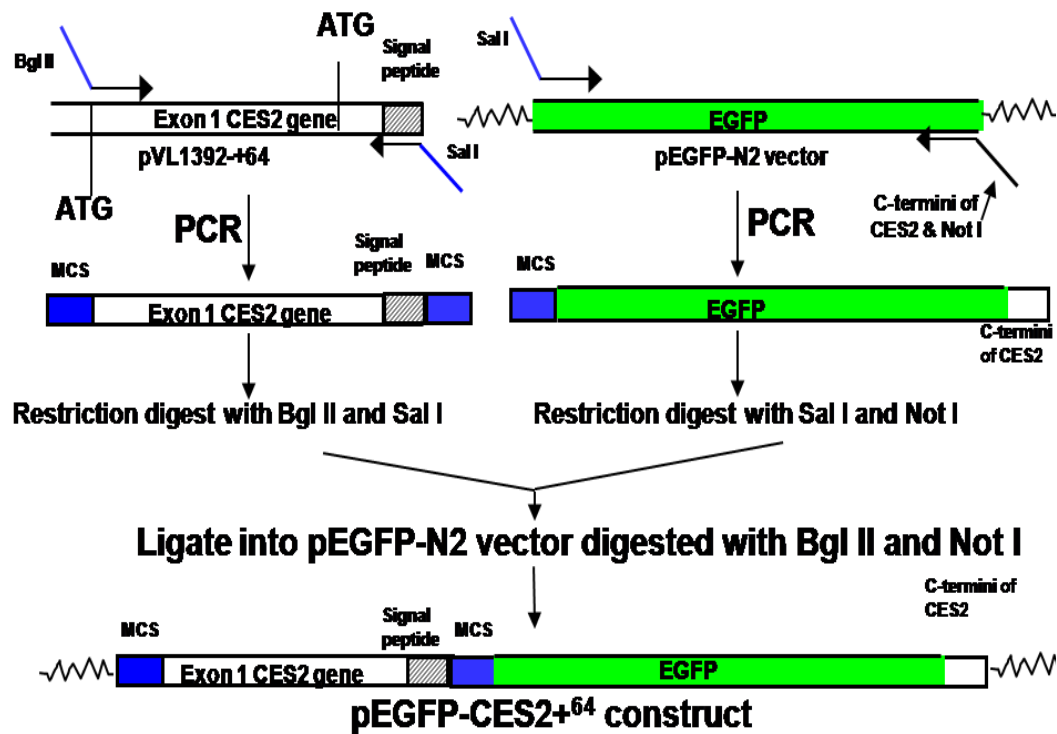 ATG
Signal
peptide
Bgl II
Exon 1 CES2 gene
pVL1392-+64
Sal I
ATG
PCR
Sal I
EGFP
pEGFP-N2 vector
C-termini of
CES2 & Not I
PCR
MCS
Signal
peptide
MCS
Exon 1 CES2 gene
MCS
EGFP
C-termini
of CES2
Restriction digest with Bgl II and Sal I
Restriction digest with Sal I and Not I
Ligate into pEGFP-N2 vector digested with Bgl II and Not I
C-termini of
CES2
MCS
Signal
peptide
MCS
Exon 1 CES2 gene
EGFP
pEGFP-CES2+⁶⁴ construct